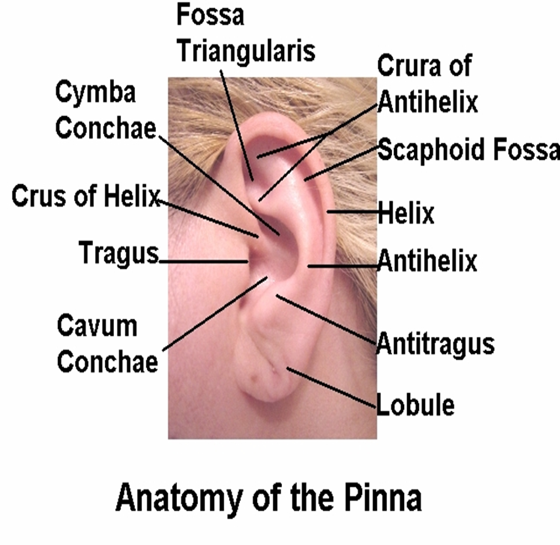 Fossa
Triangularis
Crura of
Antihelix
Cymba
Conchae
Scaphoid Fossa
Crus of Helix
Helix
Tragus
Antihelix
Cavum
Conchae
Antitragus
Lobule
Anatomy of the Pinna